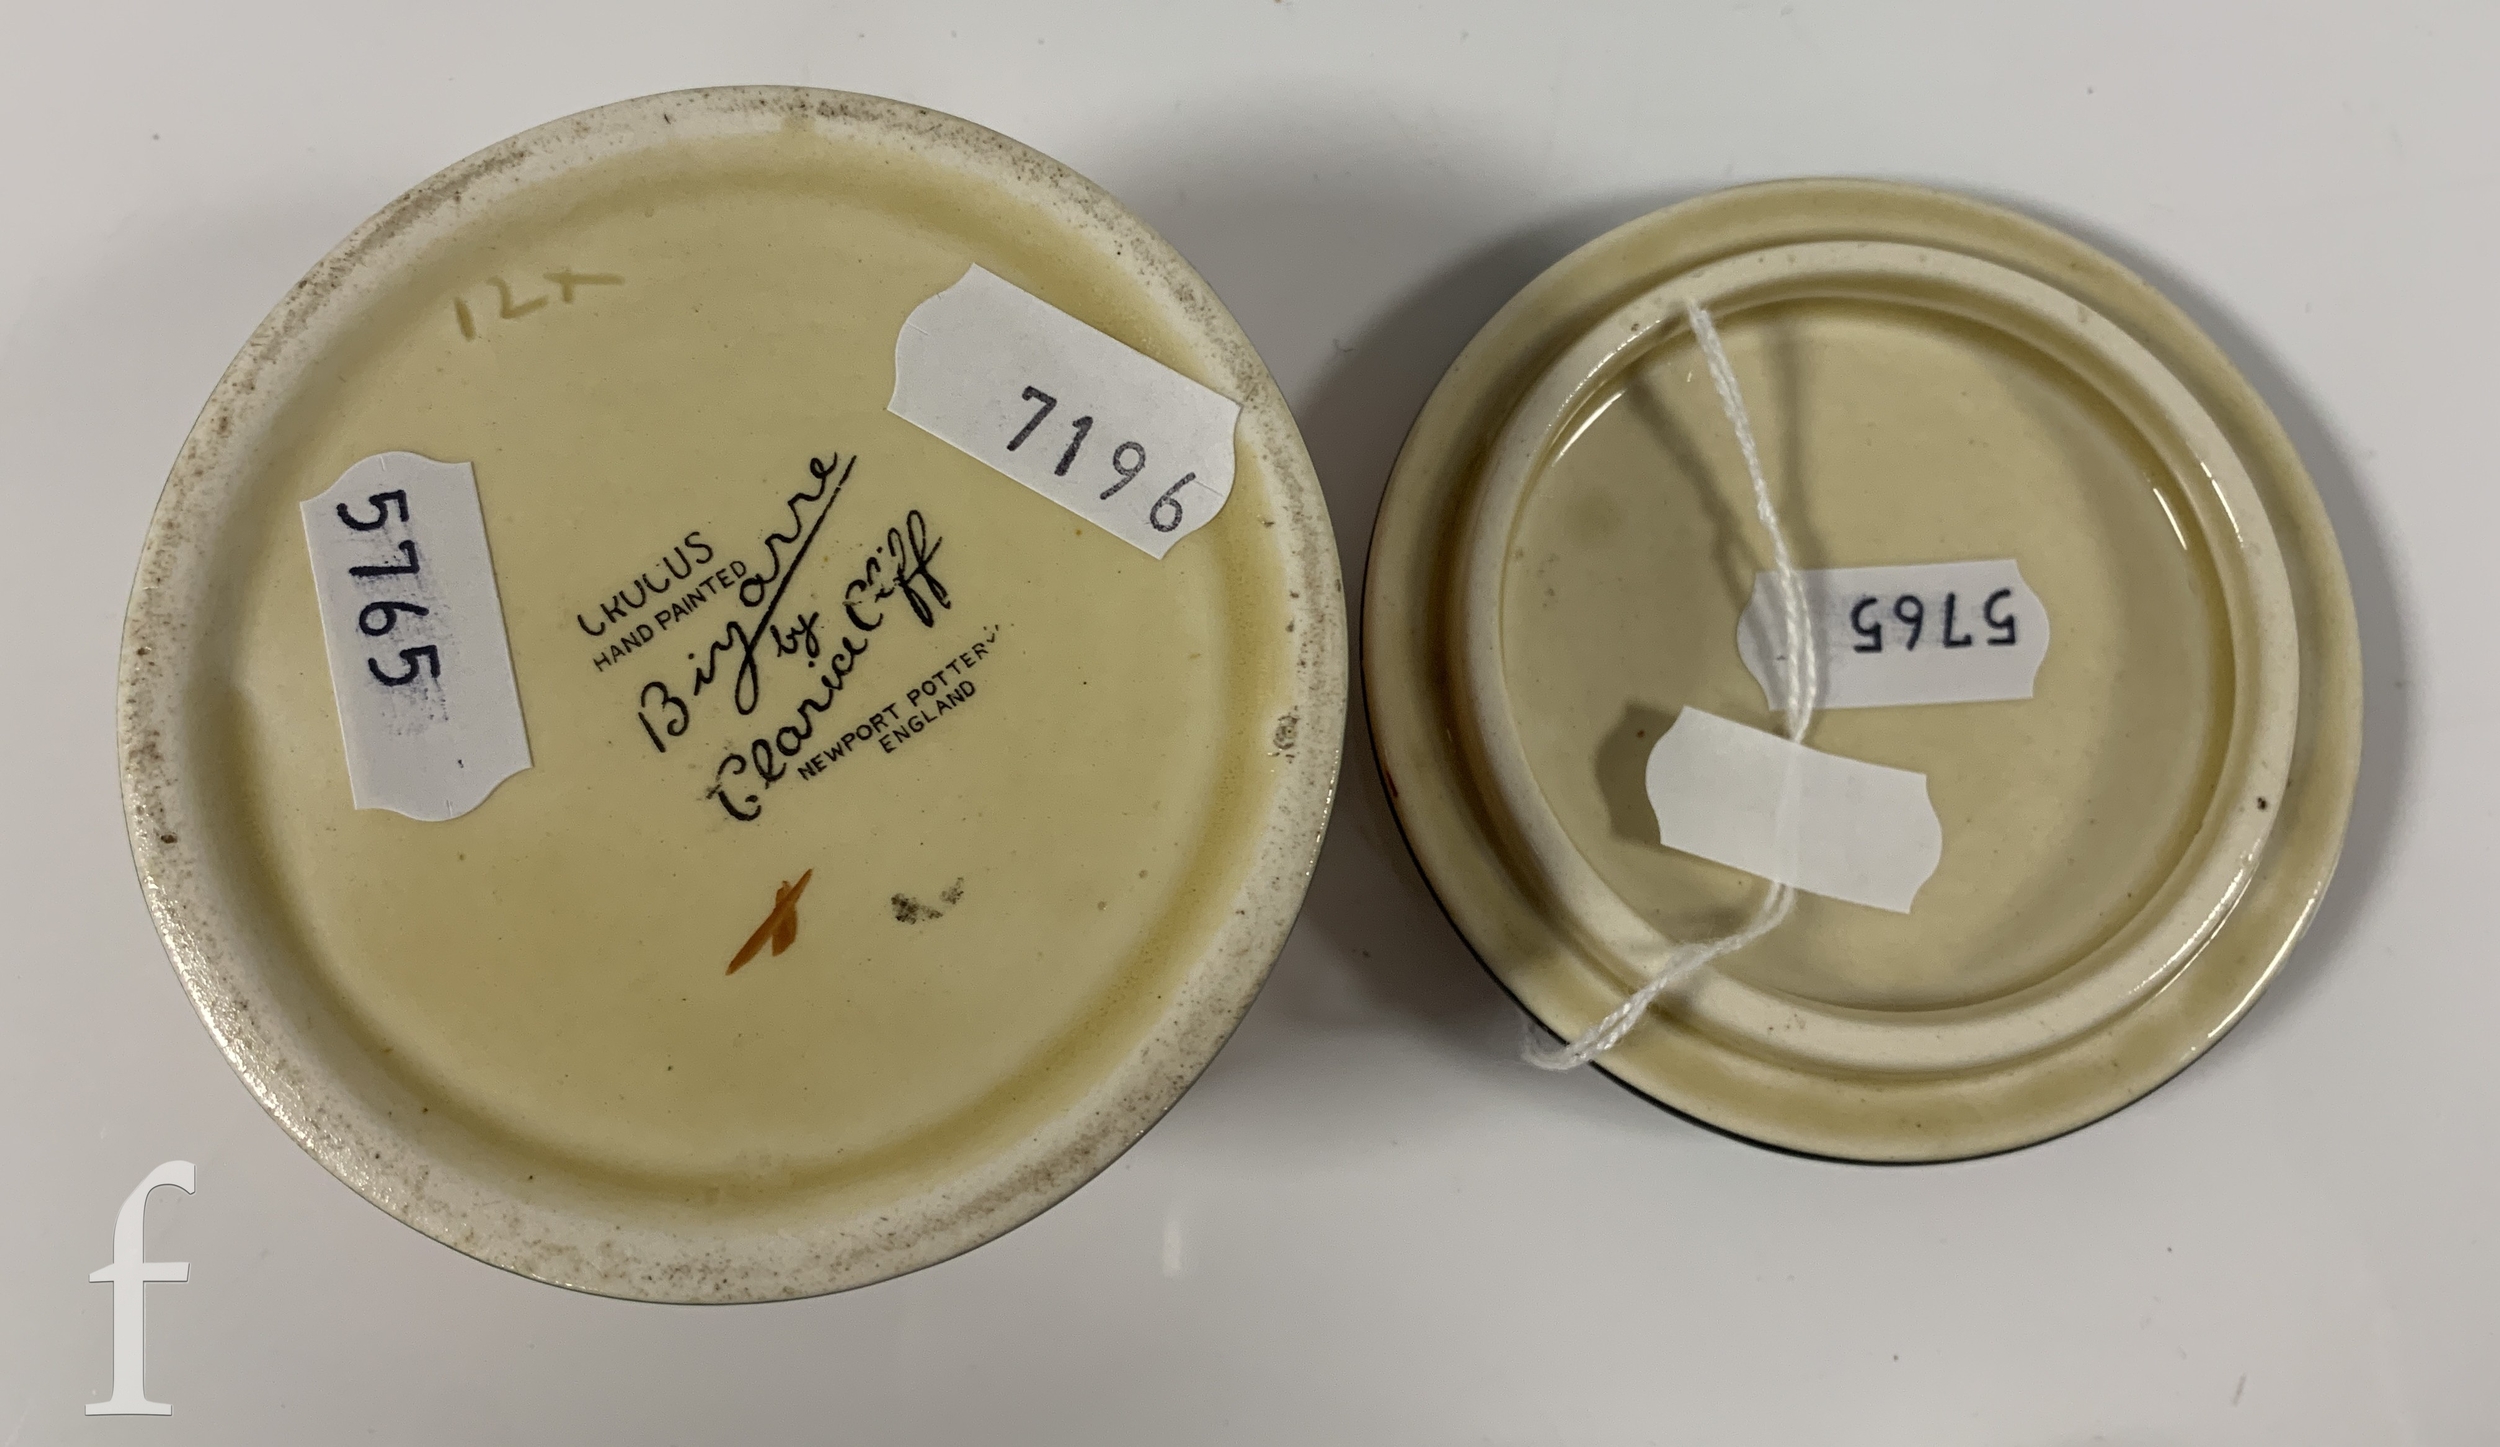 12x
7196
5765
CROCUS
HAND PAINTED
Bizarre
by
Clarice Cliff
NEWPORT POTTERY
ENGLAND
5765
f